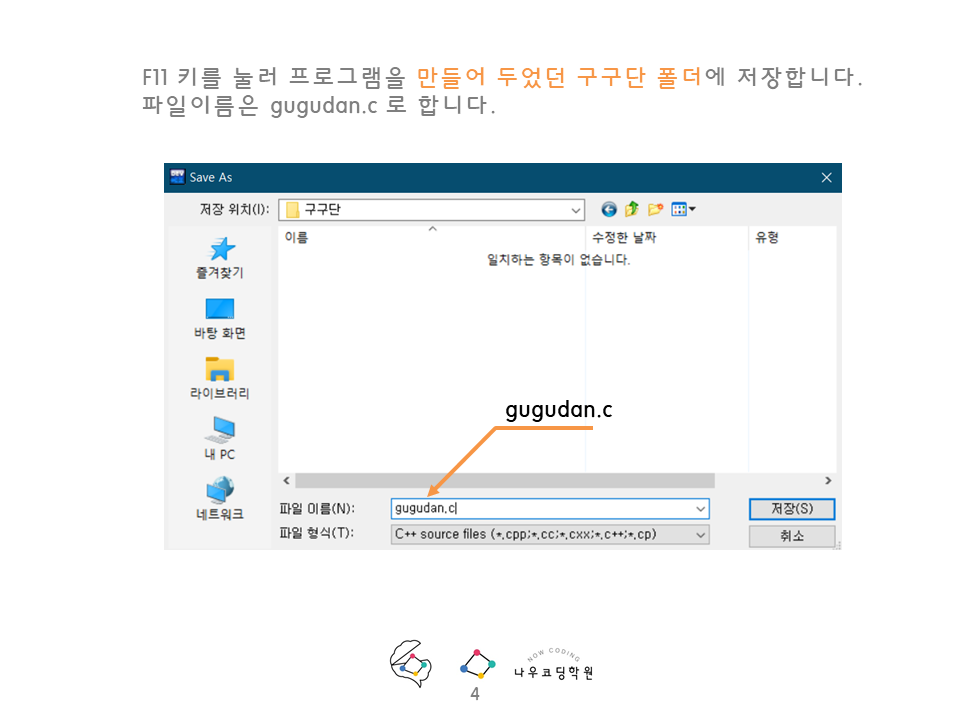 F11 키를 눌러 프로그램을 만들어 두었던 구구단 폴더에 저장합니다.
파일이름은 gugudan.c 로 합니다.
DEV
Save As
저장 위치(I):
구구단
이름
수정한 날짜
유형
일치하는 항목이 없습니다.
즐겨찾기
바탕 화면
라이브러리
내 PC
네트워크
gugudan.c
파일 이름(N):
gugudan.c
저장(S)
파일 형식(T):
C++ source files (*.cpp;*.cc;*.cxx;*.c++;*.cp)
취소
NOW CODING
나우코딩학원
4